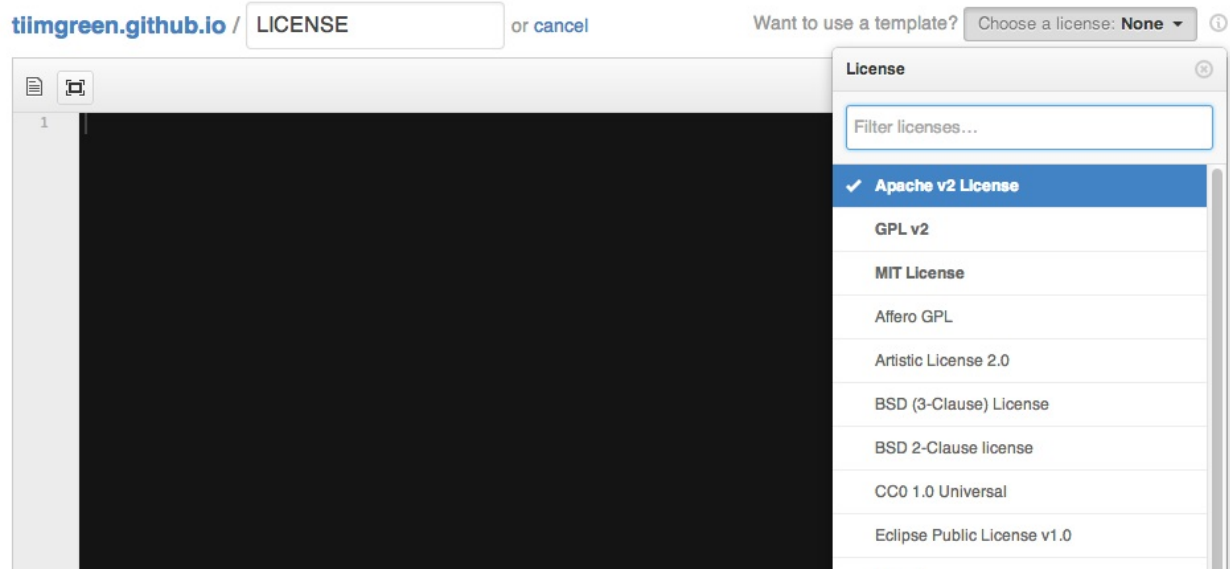 tiimgreen.github.io / LICENSE or cancel Want to use a template? Choose a license: None
License
Filter licenses...
1
Apache v2 License
GPL v2
MIT License
Affero GPL
Artistic License 2.0
BSD (3-Clause) License
BSD 2-Clause license
CC0 1.0 Universal
Eclipse Public License v1.0